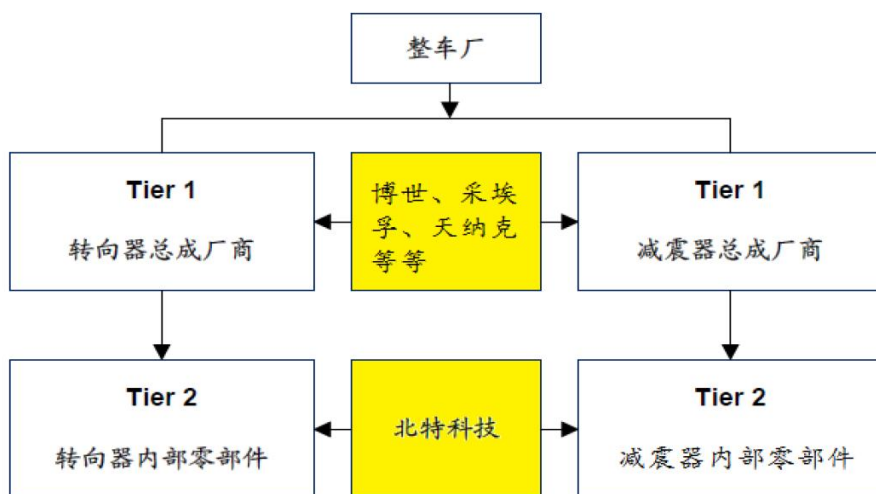 整车厂
Tier 1
转向器总成厂商
博世、采埃
孚、天纳克
等等
Tier 1
减震器总成厂商
Tier 2
转向器内部零部件
北特科技
Tier 2
减震器内部零部件